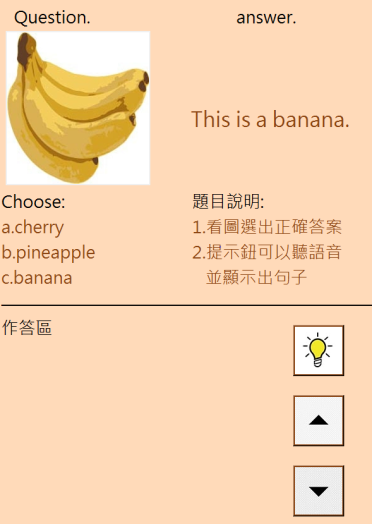 Question.
answer.
This is a banana.
Choose:
a.cherry
b.pineapple
c.banana
題目說明:
1.看圖選出正確答案
2.提示鈕可以聽語音
並顯示出句子
作答區